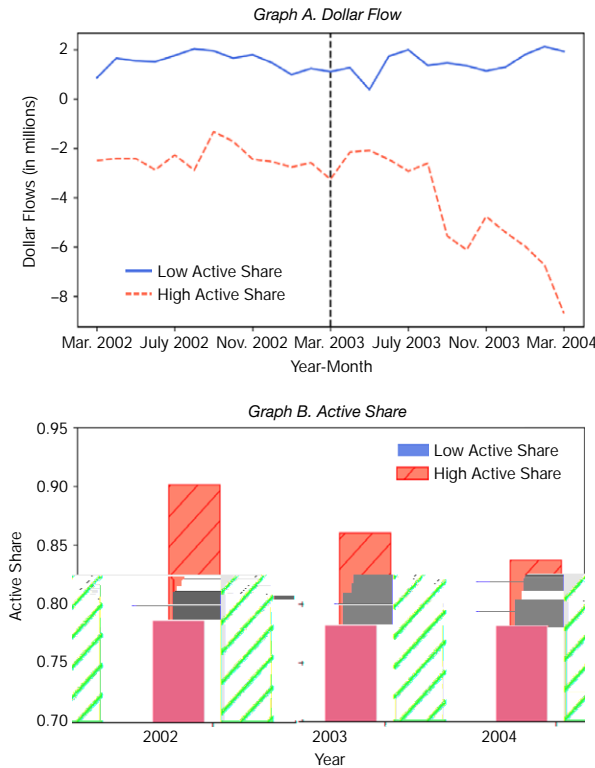 Graph A. Dollar Flow
2
0
−2
−4
−6
−8
Dollar Flows (in millions)
Low Active Share
High Active Share
Mar. 2002 July 2002 Nov. 2002 Mar. 2003 July 2003 Nov. 2003 Mar. 2004
Year-Month
Graph B. Active Share
0.95
0.90
0.85
0.80
0.75
0.70
Active Share
Low Active Share
High Active Share
2002 2003 2004
Year